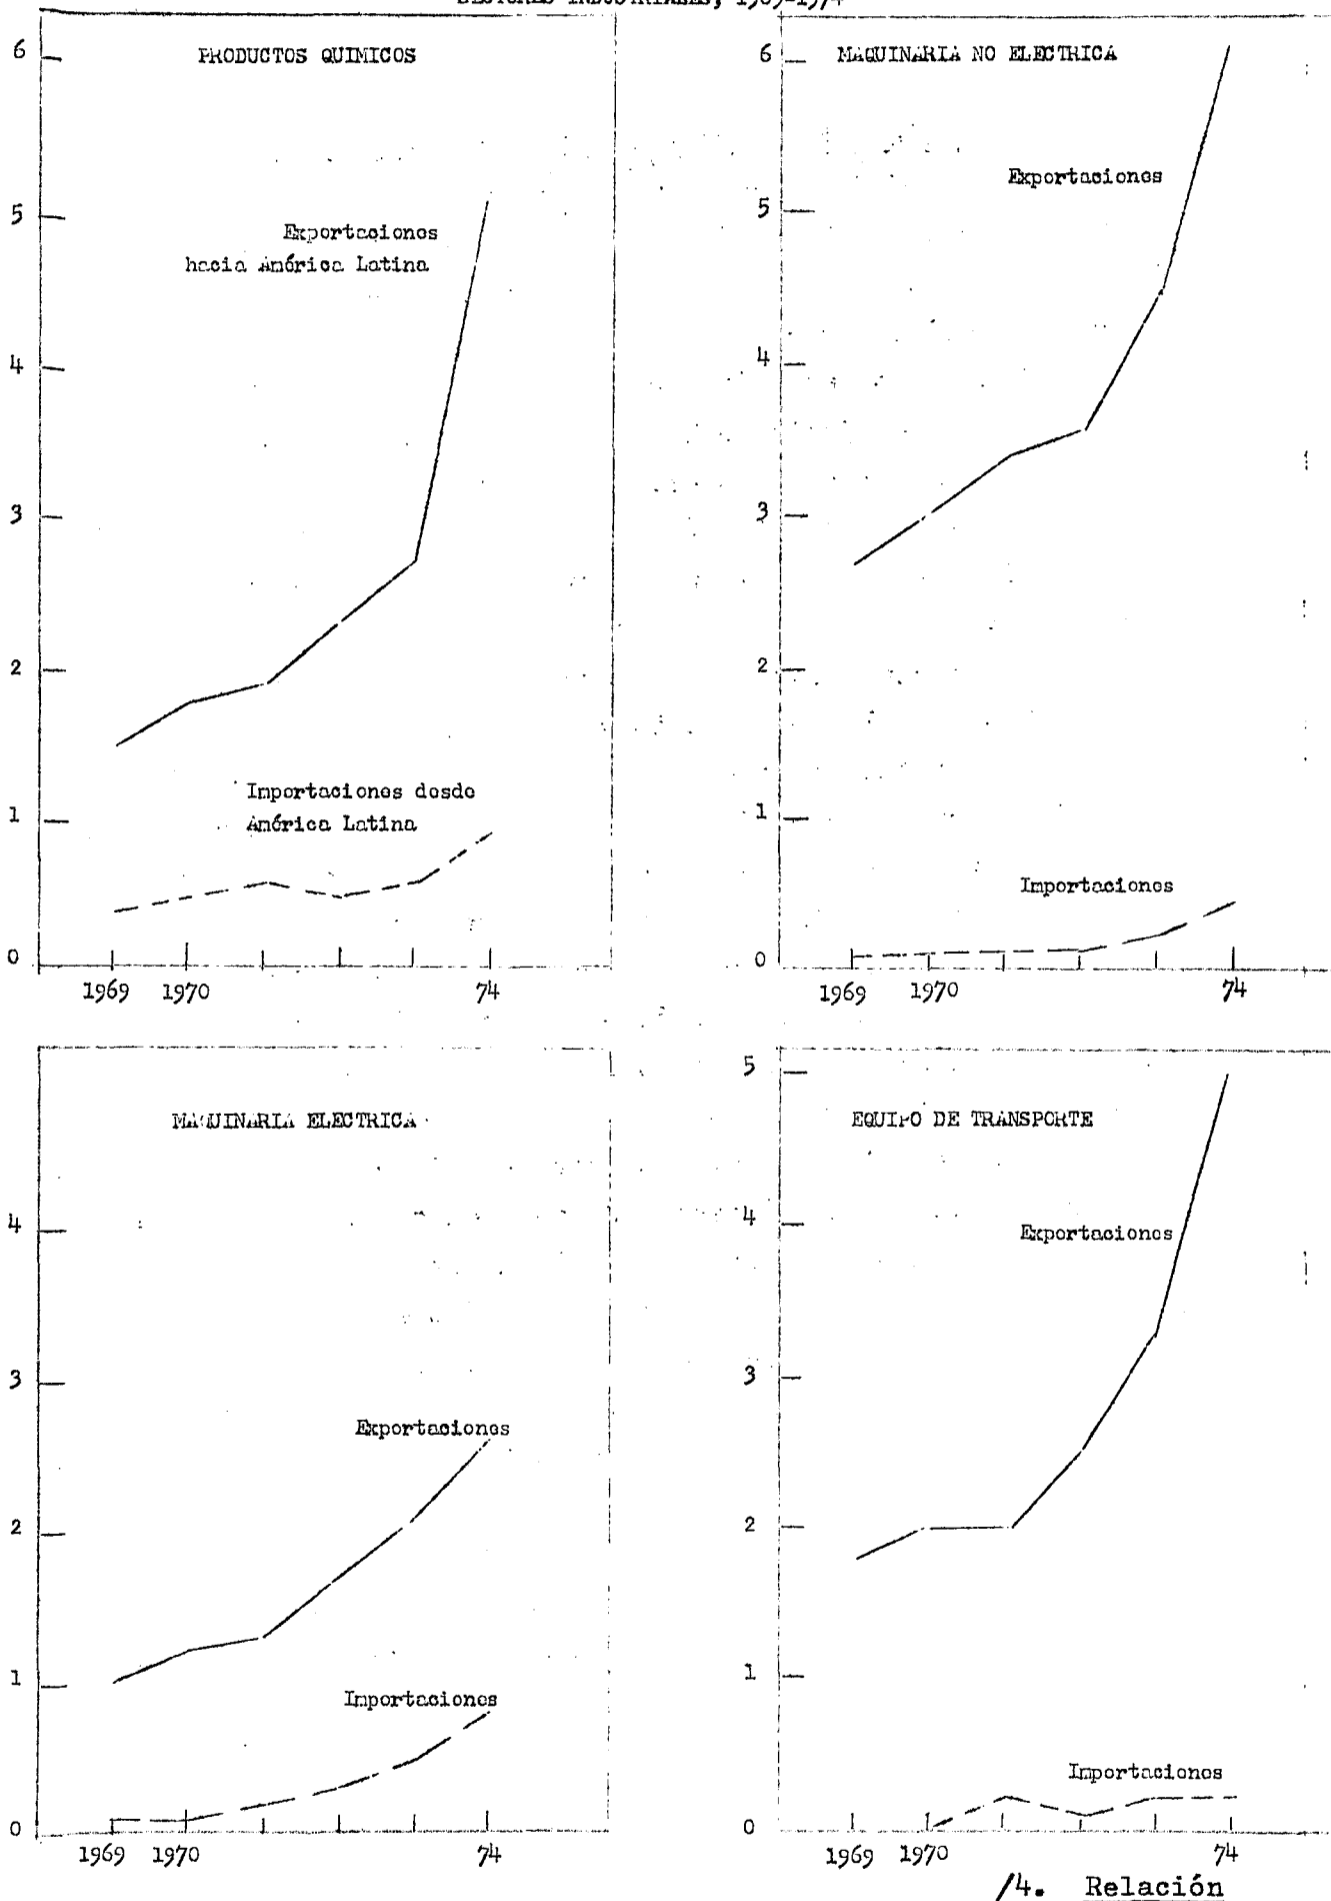 SECTORES INDUSTRIALES, 1969-1974
PRODUCTOS QUIMICOS
6
5
4
3
2
1
0
Exportaciones
hacia América Latina
Importaciones desde
América Latina
1969 1970 74
MAQUINARIA NO ELECTRICA
6
5
4
3
2
1
0
Exportaciones
Importaciones
1969 1970 74
MAQUINARIA ELECTRICA
4
3
2
1
0
Exportaciones
Importaciones
1969 1970 74
EQUIPO DE TRANSPORTE
5
4
3
2
1
0
Exportaciones
Importaciones
1969 1970 74
/4. Relación